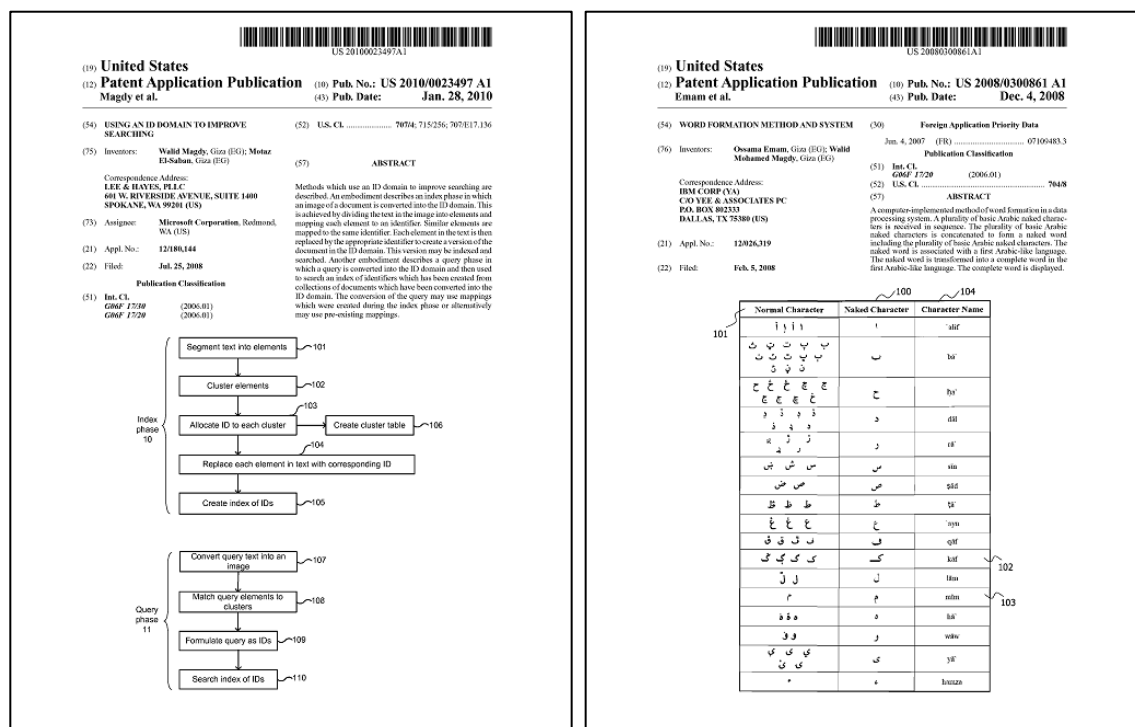 US 20100023497A1
(19) United States
(12) Patent Application Publication (10) Pub. No.: US 2010/0023497 A1
Magdy et al. (43) Pub. Date: Jan. 28, 2010
(54) USING AN ID DOMAIN TO IMPROVE
SEARCHING
(75) Inventors: Walid Magdy, Giza (EG); Motaz
El-Saban, Giza (EG)
Correspondence Address:
LEE & HAYES, PLLC
601 W. RIVERSIDE AVENUE, SUITE 1400
SPOKANE, WA 99201 (US)
(73) Assignee: Microsoft Corporation, Redmond,
WA (US)
(21) Appl. No.: 12/180,144
(22) Filed: Jul. 25, 2008
Publication Classification
(51) Int. Cl.
G06F 17/30 (2006.01)
G06F 17/20 (2006.01)
(52) U.S. Cl. .................... 707/4; 715/256; 707/E17.136
(57) ABSTRACT
Methods which use an ID domain to improve searching are
described. An embodiment describes an index phase in which
an image of a document is converted into the ID domain. This
is achieved by dividing the text in the image into elements and
mapping each element to an identifier. Similar elements are
mapped to the same identifier. Each element in the text is then
replaced by the appropriate identifier to create a version of the
document in the ID domain. This version may be indexed and
searched. Another embodiment describes a query phase in
which a query is converted into the ID domain and then used
to search an index of identifiers which has been created from
collections of documents which have been converted into the
ID domain. The conversion of the query may use mappings
which were created during the index phase or alternatively
may use pre-existing mappings.
Index
phase
10
Segment text into elements 101
Cluster elements 102
103
Allocate ID to each cluster Create cluster table 106
104
Replace each element in text with corresponding ID
Create index of IDs 105
Query
phase
11
Convert query text into an
image 107
Match query elements to
clusters 108
Formulate query as IDs 109
Search index of IDs 110
US 20080300861A1
(19) United States
(12) Patent Application Publication (10) Pub. No.: US 2008/0300861 A1
Emam et al. (43) Pub. Date: Dec. 4, 2008
(54) WORD FORMATION METHOD AND SYSTEM
(76) Inventors: Ossama Emam, Giza (EG); Walid
Mohamed Magdy, Giza (EG)
Correspondence Address:
IBM CORP (YA)
C/O YEE & ASSOCIATES PC
P.O. BOX 802333
DALLAS, TX 75380 (US)
(21) Appl. No.: 12/026,319
(22) Filed: Feb. 5, 2008
(30) Foreign Application Priority Data
Jun. 4, 2007 (FR) .................................. 07109483.3
Publication Classification
(51) Int. Cl.
G06F 17/20 (2006.01)
(52) U.S. Cl. ........................................................ 704/8
(57) ABSTRACT
A computer-implemented method of word formation in a data
processing system. A plurality of basic Arabic naked charac-
ters is received in sequence. The plurality of basic Arabic
naked characters is concatenated to form a naked word
including the plurality of basic Arabic naked characters. The
naked word is associated with a first Arabic-like language. The
naked word is transformed into a complete word in the
first Arabic-like language. The complete word is displayed.
100 104
101
Normal Character Naked Character Character Name
ا 'alif
ب bā'
ح ḥa'
د dāl
ر rā'
س ش س sin
ص ض ص ṣād
ط ṭā'
ع 'ayn
ف qāf
ک kāf 102
ل lām
م م mīm 103
ه hā'
و wāw
ى yā'
ء ء hamza